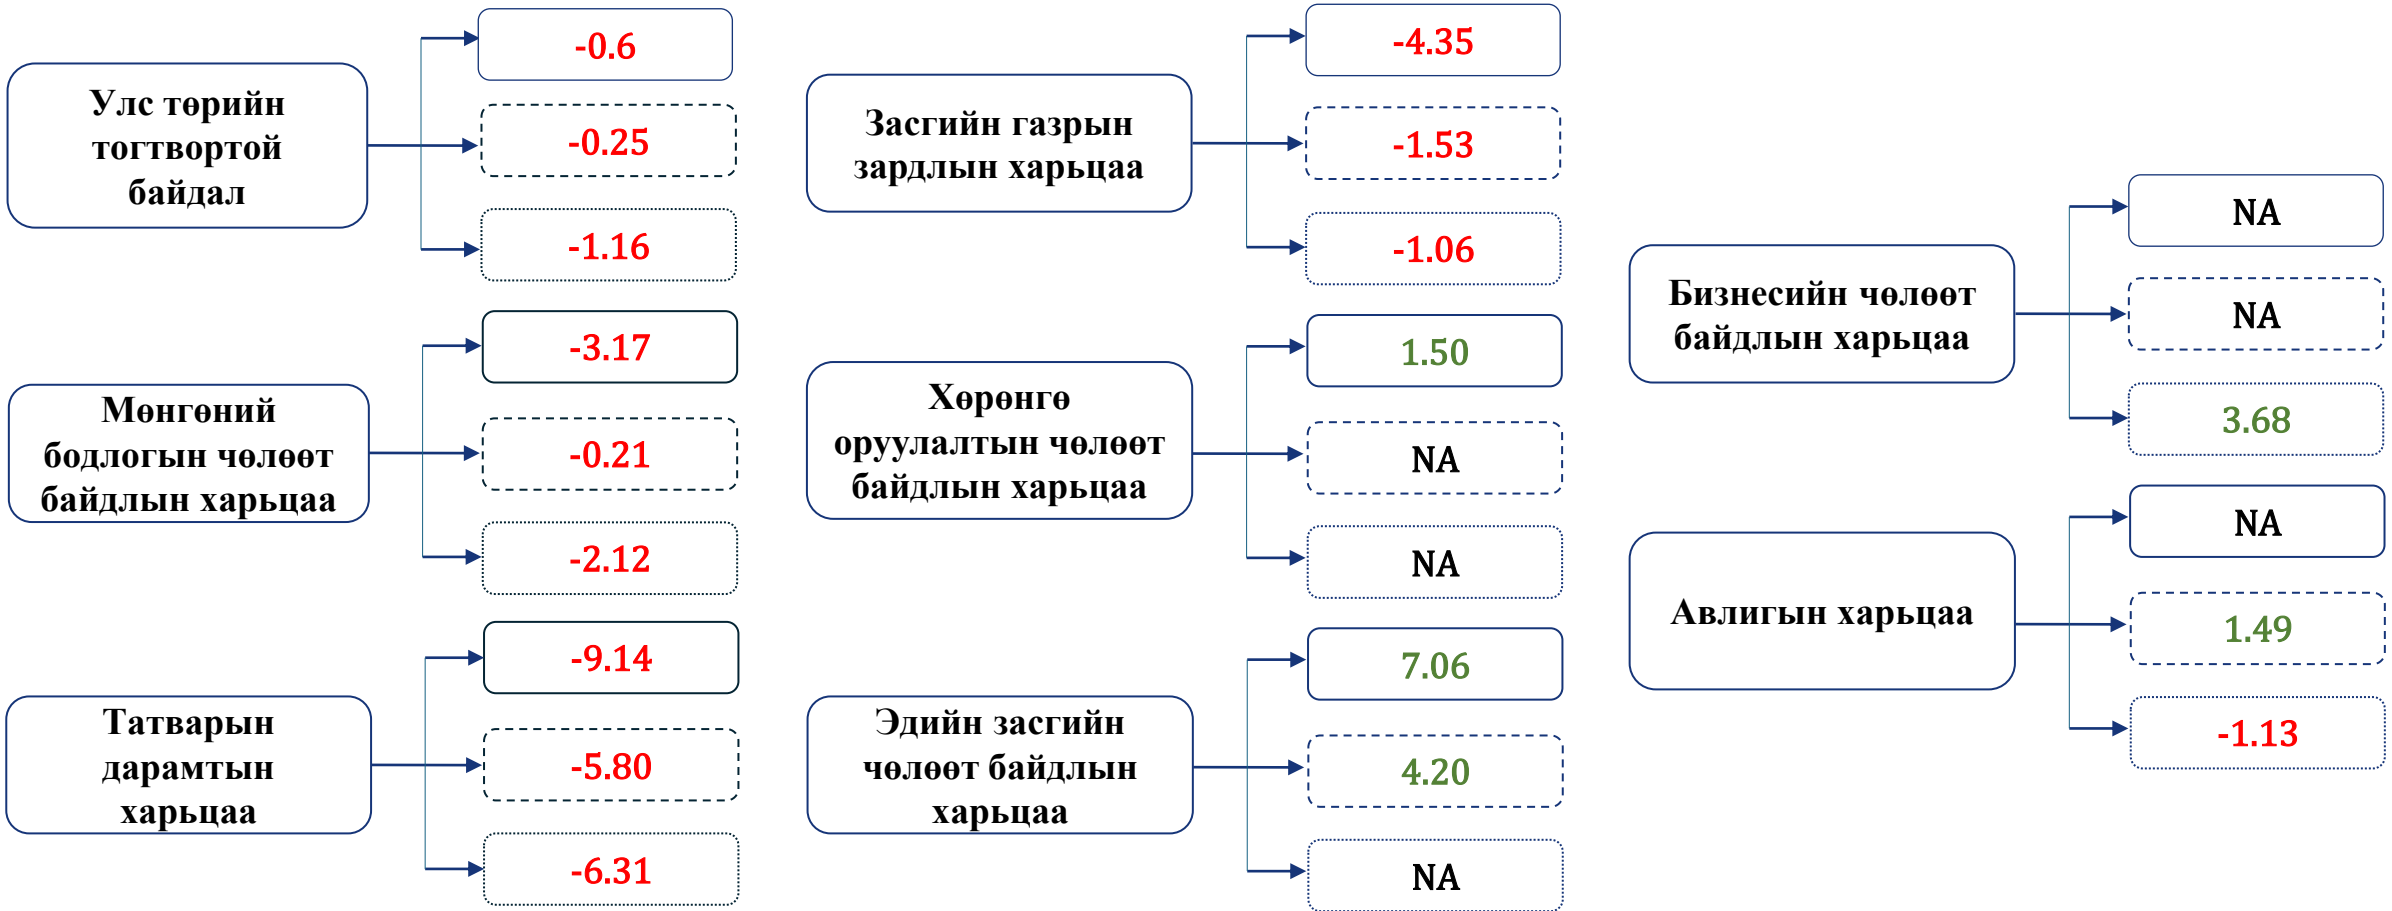 Улс төрийн
тогтвортой
байдал
-0.6
-0.25
-1.16
Мөнгөний
бодлогын чөлөөт
байдлын харьцаа
-3.17
-0.21
-2.12
Татварын
дарамтын
харьцаа
-9.14
-5.80
-6.31
Засгийн газрын
зардлын харьцаа
-4.35
-1.53
-1.06
Хөрөнгө
оруулалтын чөлөөт
байдлын харьцаа
1.50
NA
NA
Эдийн засгийн
чөлөөт байдлын
харьцаа
7.06
4.20
NA
Бизнесийн чөлөөт
байдлын харьцаа
NA
NA
3.68
Авлигын харьцаа
NA
1.49
-1.13